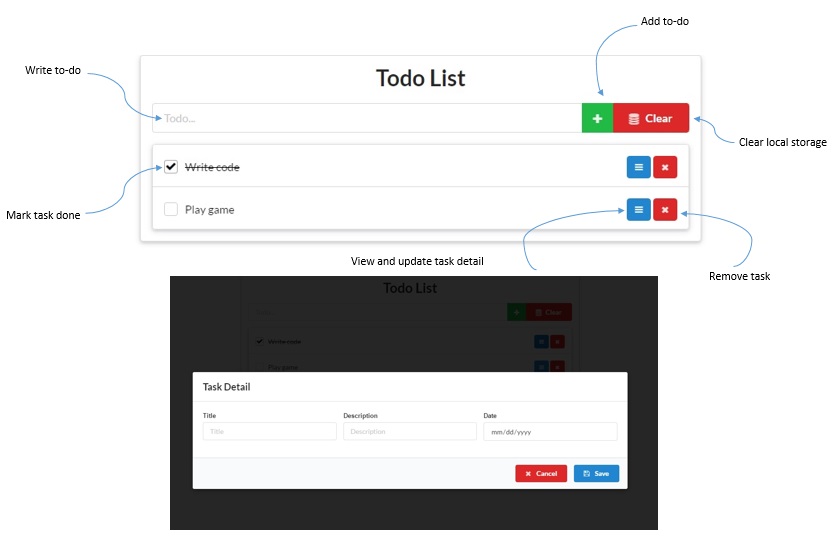 Add to-do
Todo List
Write to-do
Todo...
Clear
Clear local storage
Write code
Mark task done
Play game
View and update task detail
Remove task
Todo List
Clear
Write code
Play game
Task Detail
Title Description Date
Title Description mm/dd/yyyy
Cancel Save